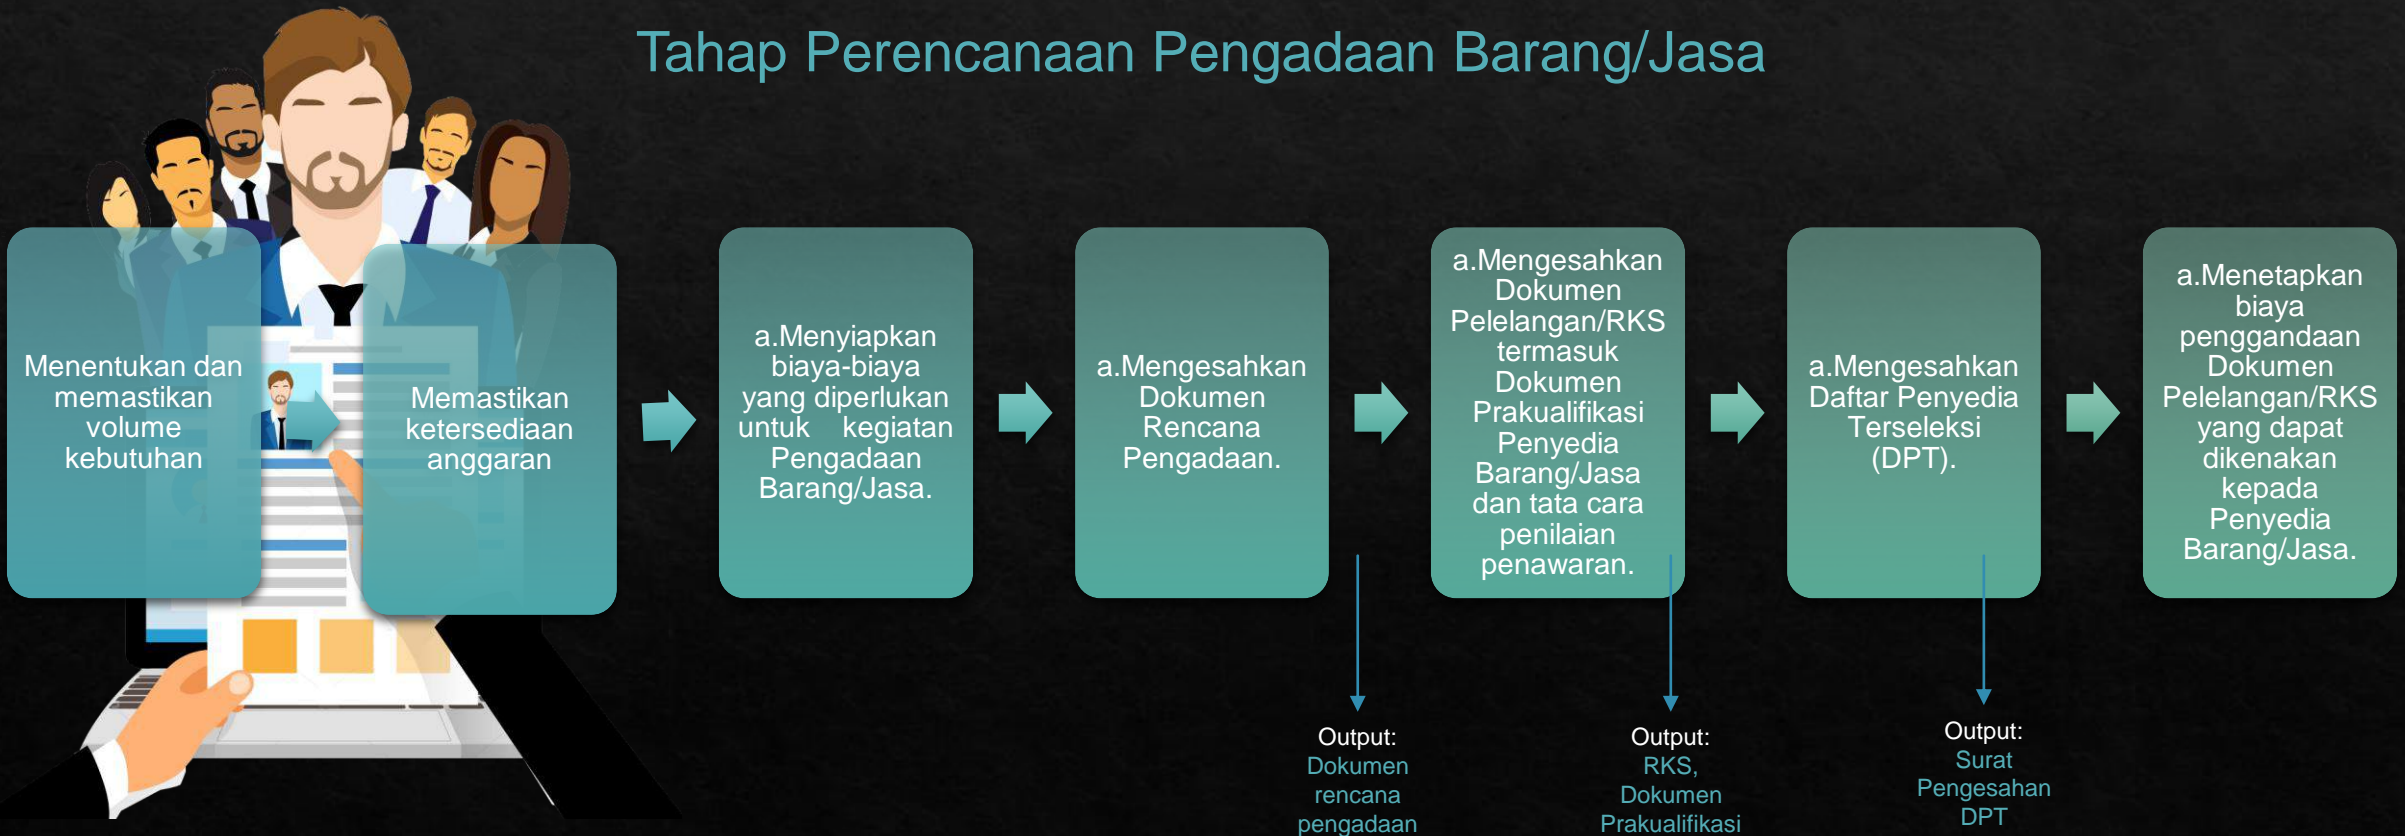 Tahap Perencanaan Pengadaan Barang/Jasa
Menentukan dan
memastikan
volume
kebutuhan
Memastikan
ketersediaan
anggaran
a.Menyiapkan
biaya-biaya
yang diperlukan
untuk kegiatan
Pengadaan
Barang/Jasa.
a.Mengesahkan
Dokumen
Rencana
Pengadaan.
a.Mengesahkan
Dokumen
Pelelangan/RKS
termasuk
Dokumen
Prakualifikasi
Penyedia
Barang/Jasa
dan tata cara
penilaian
penawaran.
a.Mengesahkan
Daftar Penyedia
Terseleksi
(DPT).
a.Menetapkan
biaya
penggandaan
Dokumen
Pelelangan/RKS
yang dapat
dikenakan
kepada
Penyedia
Barang/Jasa.
Output:
Dokumen
rencana
pengadaan
Output:
RKS,
Dokumen
Prakualifikasi
Output:
Surat
Pengesahan
DPT